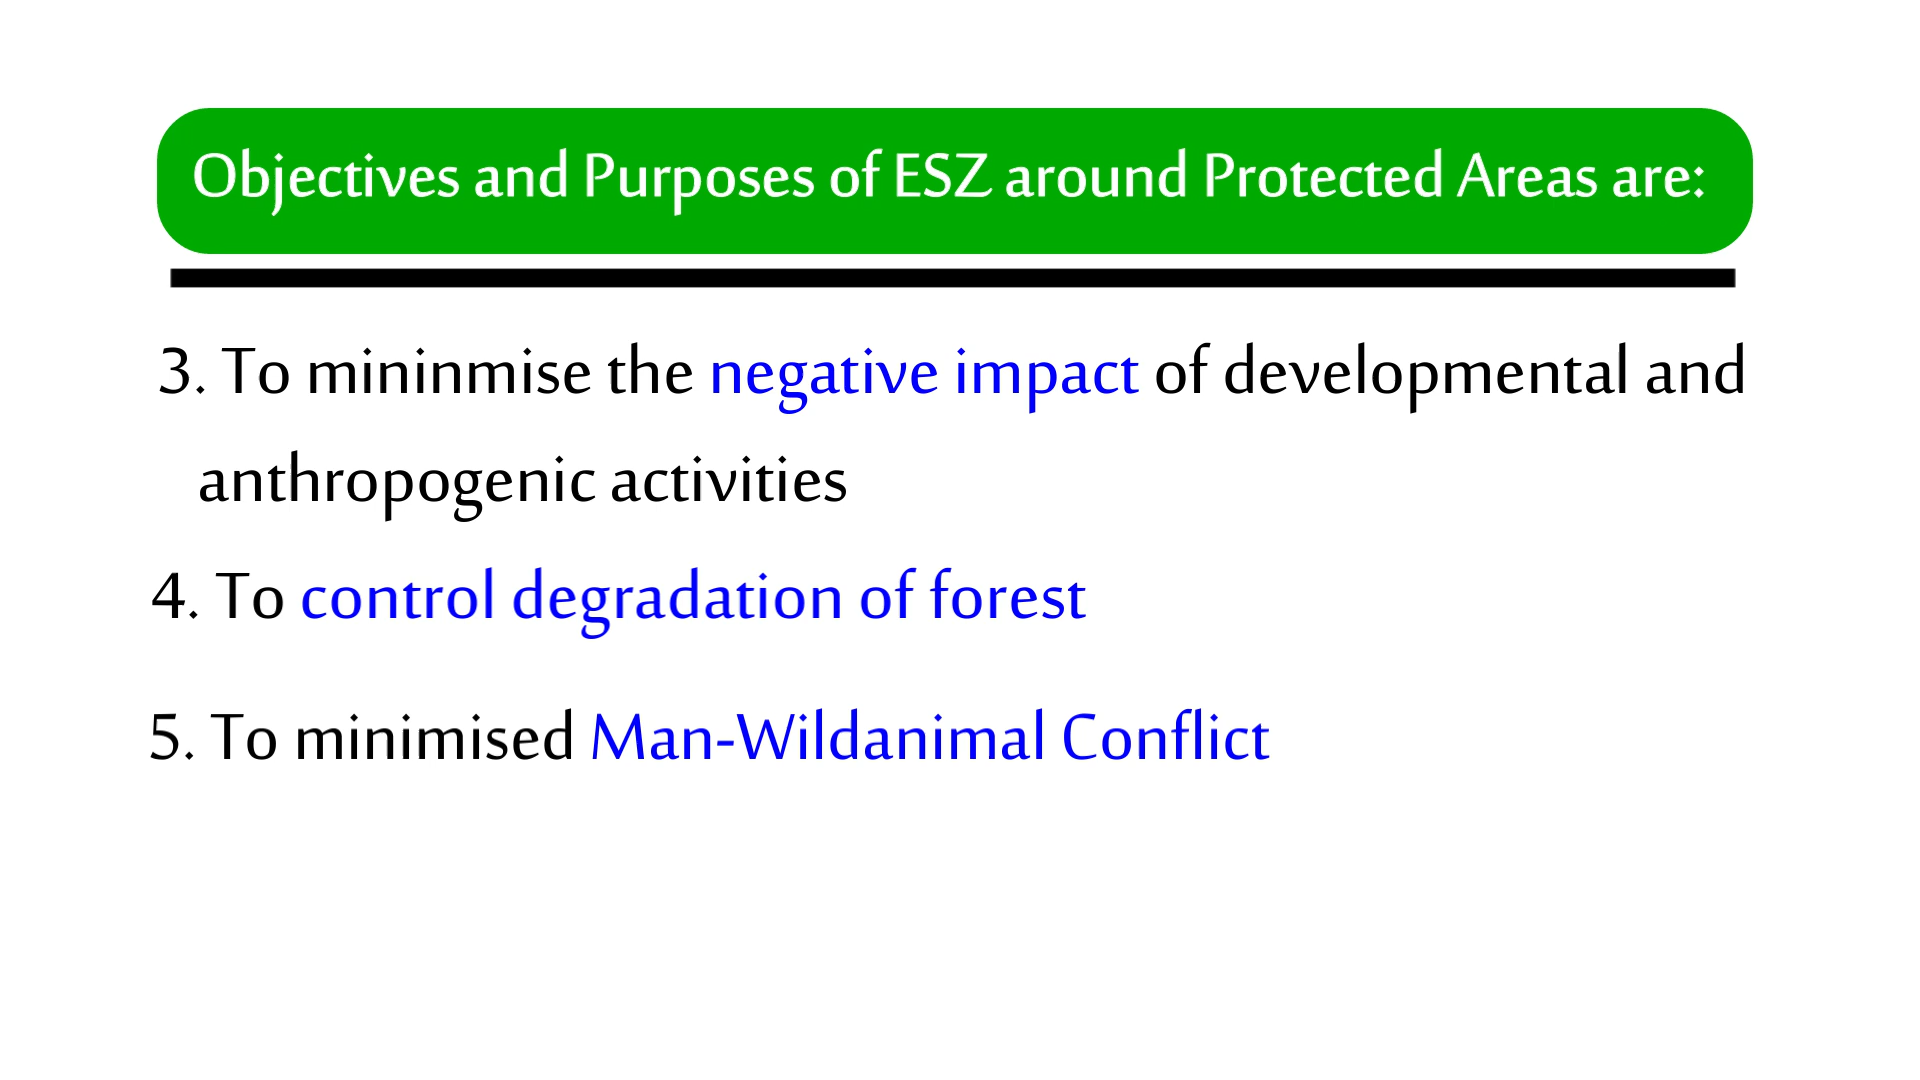 Objectives and Purposes of ESZ around Protected Areas are:
3. To mininmise the negative impact of developmental and
anthropogenic activities
4. To control degradation of forest
5. To minimised Man-Wildanimal Conflict